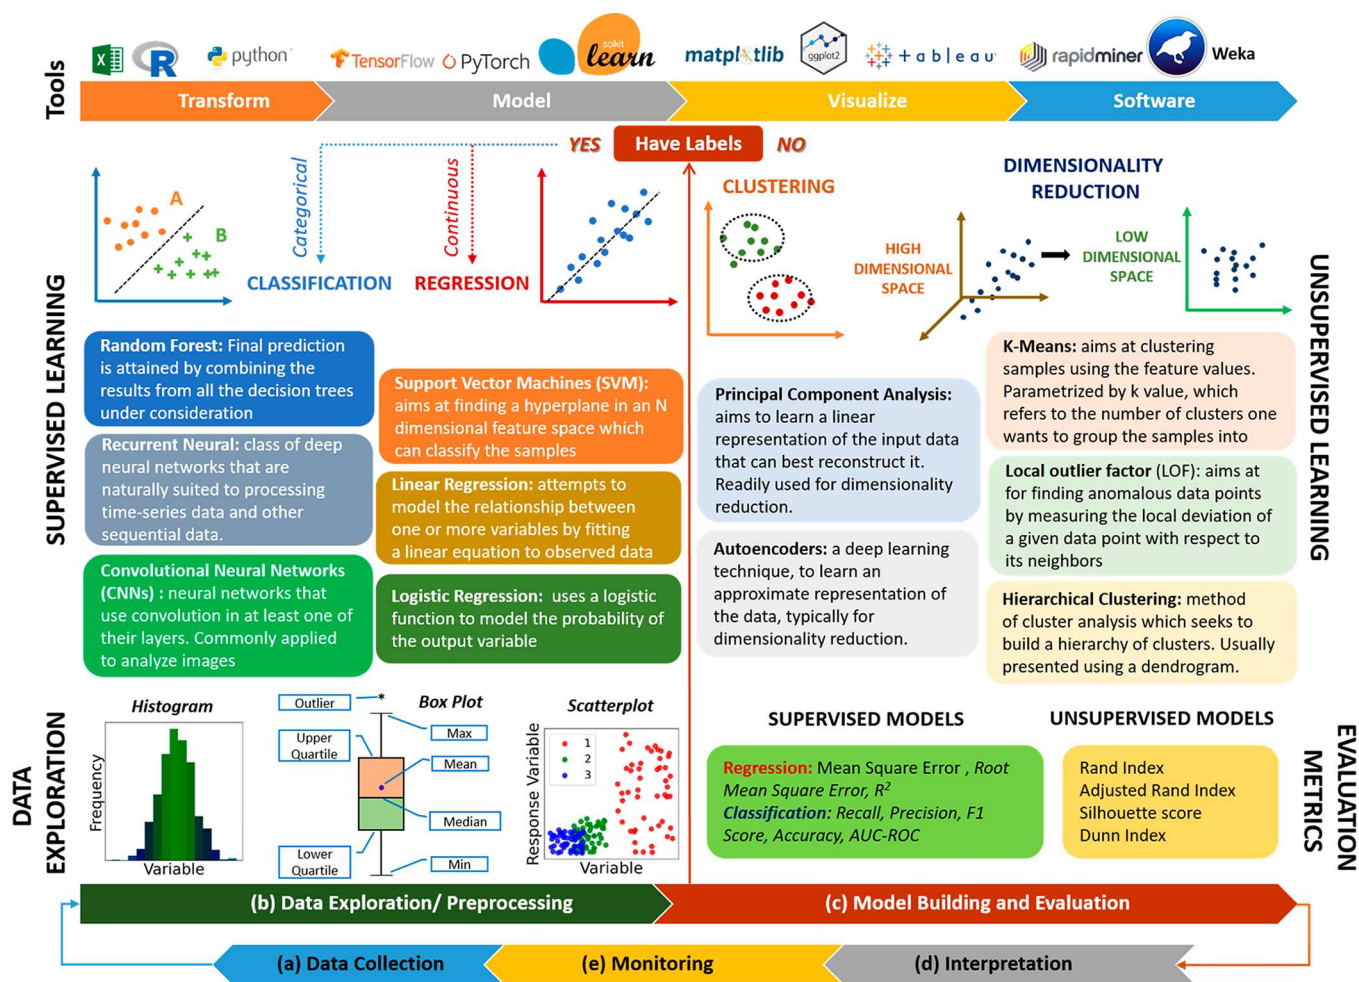 Tools
R
python
TensorFlow
PyTorch
scikit
learn
matplotlib
ggplot2
+ a b l e a u
rapidminer
Weka
Transform
Model
Visualize
Software
YES
Have Labels
NO
Categorical
Continuous
A
B
CLASSIFICATION
REGRESSION
CLUSTERING
DIMENSIONALITY
REDUCTION
HIGH
DIMENSIONAL
SPACE
LOW
DIMENSIONAL
SPACE
SUPERVISED LEARNING
Random Forest: Final prediction
is attained by combining the
results from all the decision trees
under consideration
Recurrent Neural: class of deep
neural networks that are
naturally suited to processing
time-series data and other
sequential data.
Convolutional Neural Networks
(CNNs) : neural networks that
use convolution in at least one of
their layers. Commonly applied
to analyze images
Support Vector Machines (SVM):
aims at finding a hyperplane in an N
dimensional feature space which
can classify the samples
Linear Regression: attempts to
model the relationship between
one or more variables by fitting
a linear equation to observed data
Logistic Regression: uses a logistic
function to model the probability of
the output variable
Principal Component Analysis:
aims to learn a linear
representation of the input data
that can best reconstruct it.
Readily used for dimensionality
reduction.
Autoencoders: a deep learning
technique, to learn an
approximate representation of
the data, typically for
dimensionality reduction.
K-Means: aims at clustering
samples using the feature values.
Parametrized by k value, which
refers to the number of clusters one
wants to group the samples into
Local outlier factor (LOF): aims at
for finding anomalous data points
by measuring the local deviation of
a given data point with respect to
its neighbors
Hierarchical Clustering: method
of cluster analysis which seeks to
build a hierarchy of clusters. Usually
presented using a dendrogram.
UNSUPERVISED LEARNING
DATA
EXPLORATION
Histogram
Frequency
Variable
Box Plot
Outlier
*
Upper
Quartile
Lower
Quartile
Max
Mean
Median
Min
Scatterplot
Response Variable
1
2
3
Variable
SUPERVISED MODELS
Regression: Mean Square Error , Root
Mean Square Error, R²
Classification: Recall, Precision, F1
Score, Accuracy, AUC-ROC
UNSUPERVISED MODELS
Rand Index
Adjusted Rand Index
Silhouette score
Dunn Index
EVALUATION
METRICS
(b) Data Exploration/ Preprocessing
(c) Model Building and Evaluation
(a) Data Collection
(e) Monitoring
(d) Interpretation